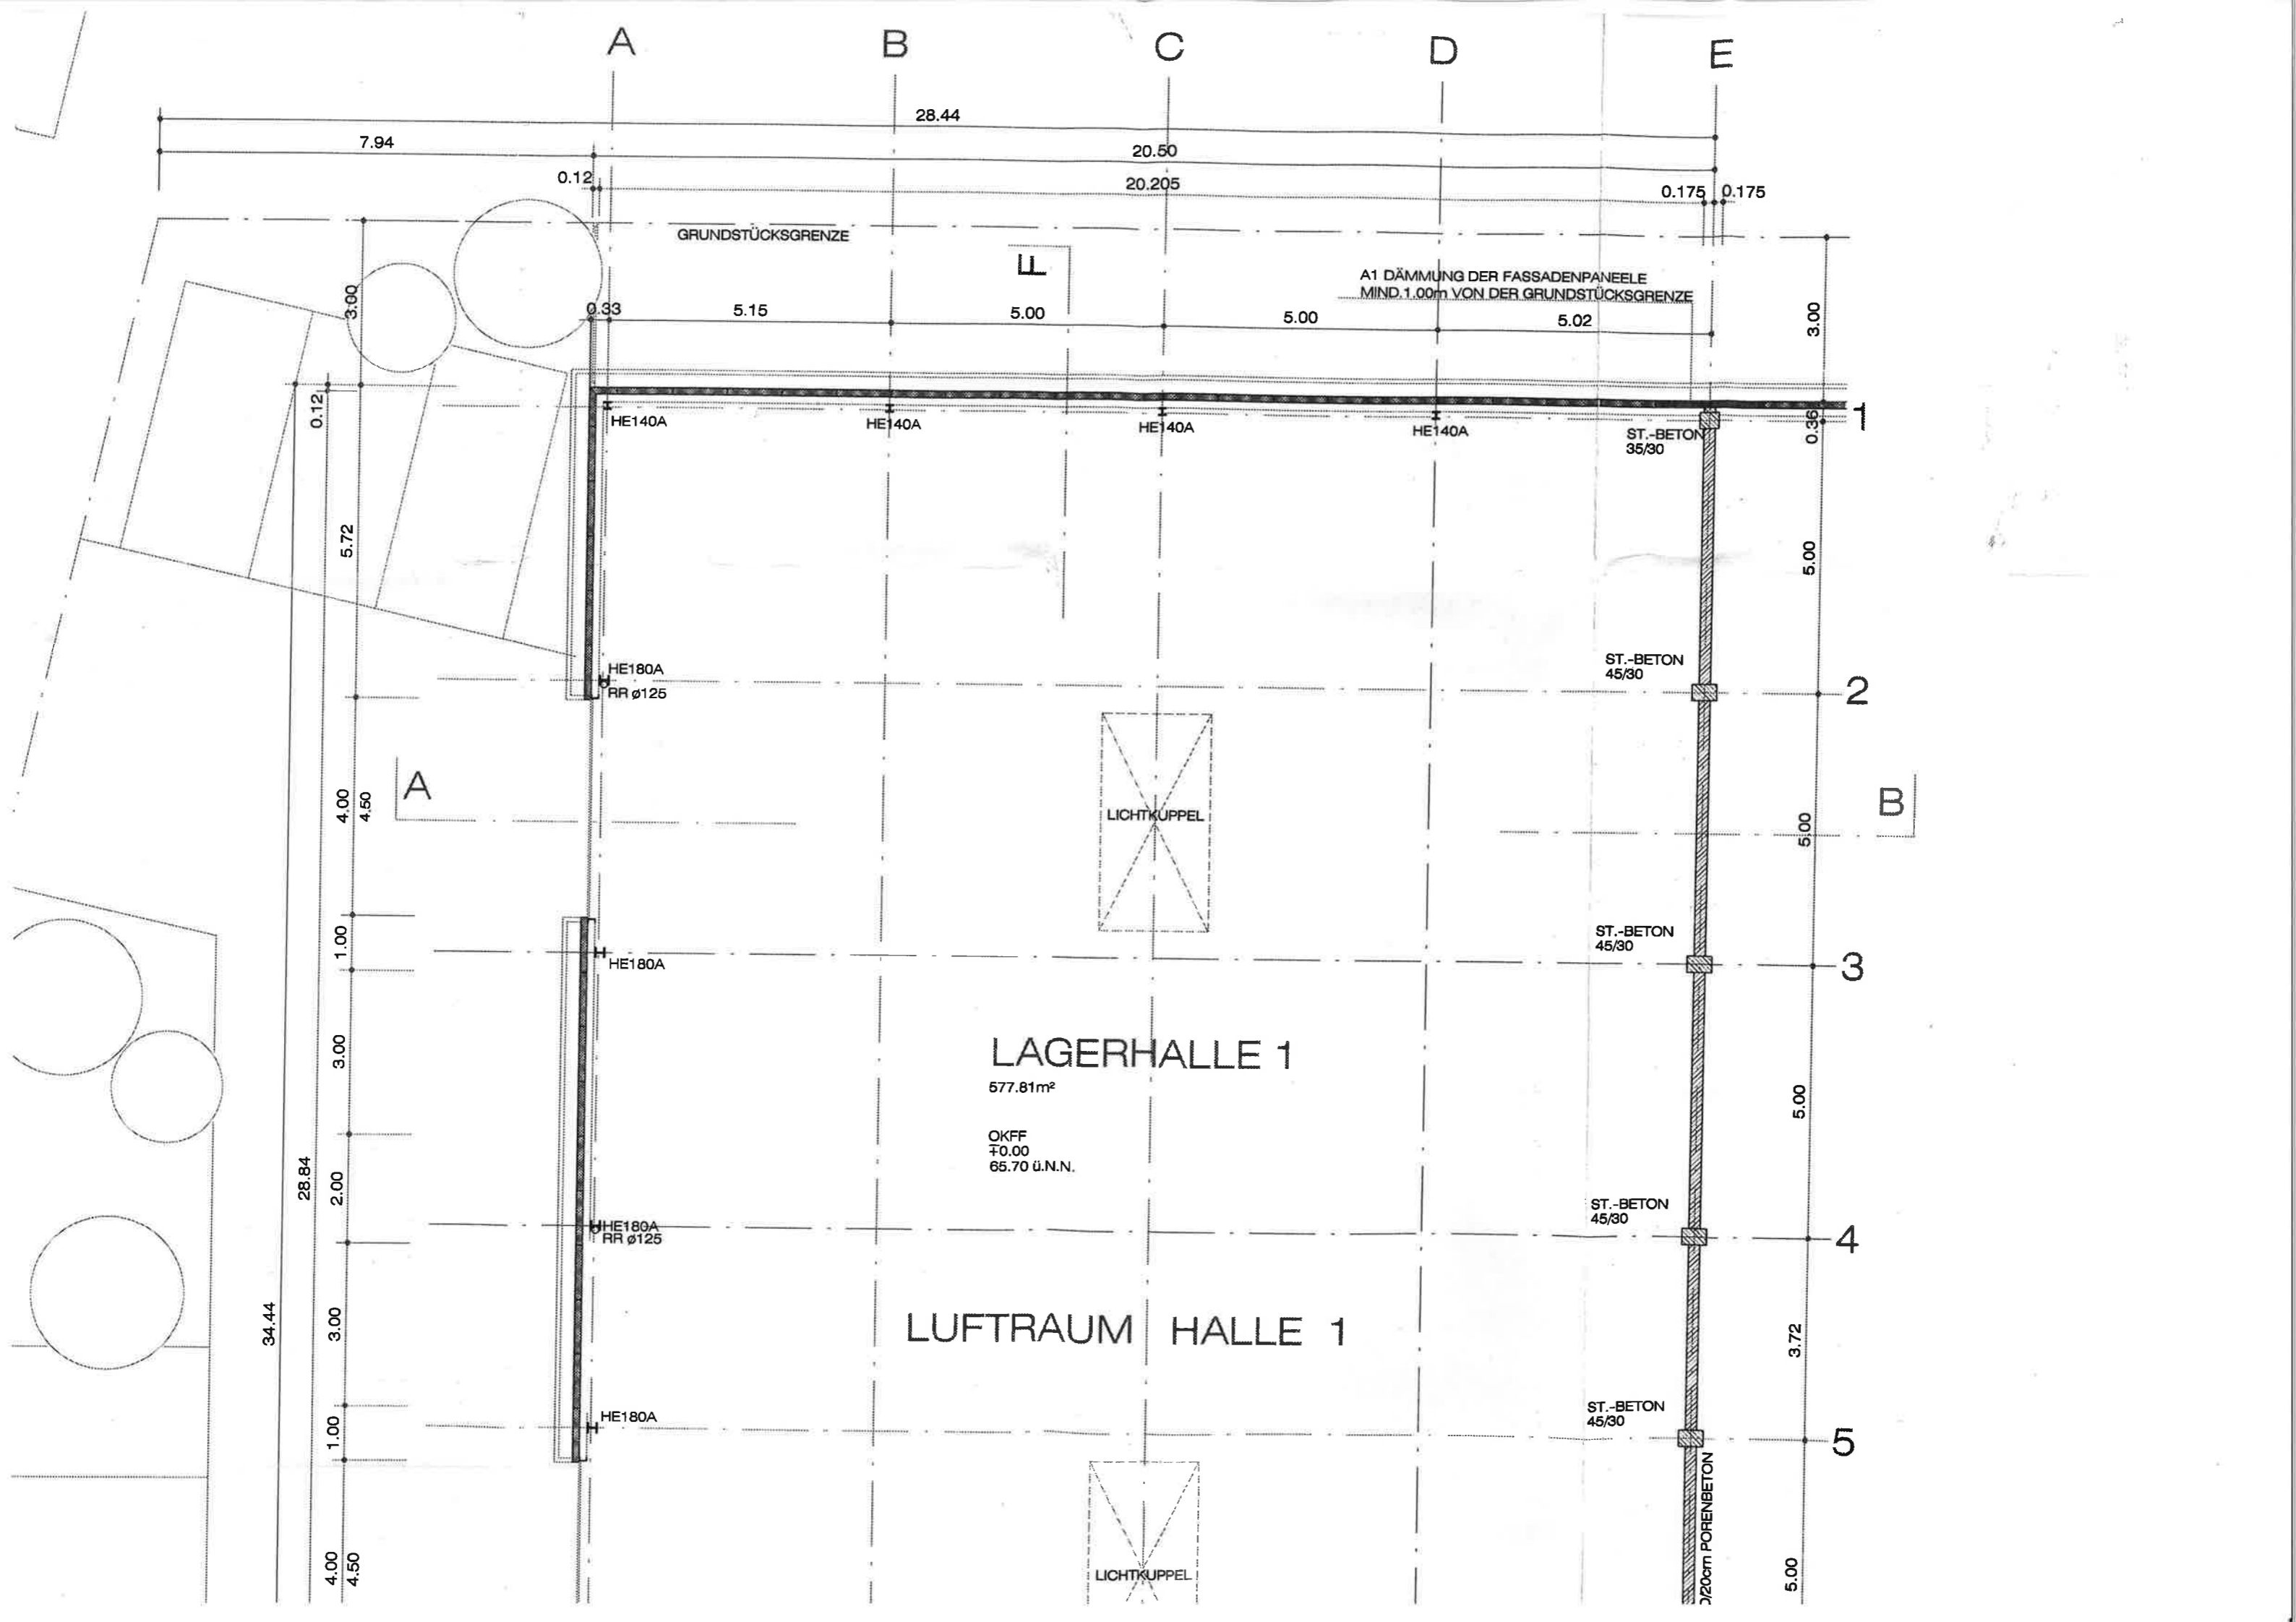 A
B
C
D
E
28.44
7.94
20.50
0.12
20.205
0.175
0.175
GRUNDSTÜCKSGRENZE
F
A1 DÄMMUNG DER FASSADENPANEELE
MIND.1.00m VON DER GRUNDSTÜCKSGRENZE
3.00
0.33
5.15
5.00
5.00
5.02
3.00
0.12
HE140A
HE140A
HE140A
HE140A
ST.-BETON
35/30
0.36
1
5.72
5.00
HE180A
RR ø125
ST.-BETON
45/30
2
A
4.00
4.50
LICHTKUPPEL
5.00
B
1.00
HE180A
ST.-BETON
45/30
3
LAGERHALLE 1
577.81m²
3.00
5.00
OKFF
∓0.00
65.70 ü.N.N.
28.84
2.00
HE180A
RR ø125
ST.-BETON
45/30
4
34.44
3.00
LUFTRAUM HALLE 1
3.72
1.00
HE180A
ST.-BETON
45/30
5
4.00
4.50
LICHTKUPPEL
/20cm PORENBETON
5.00